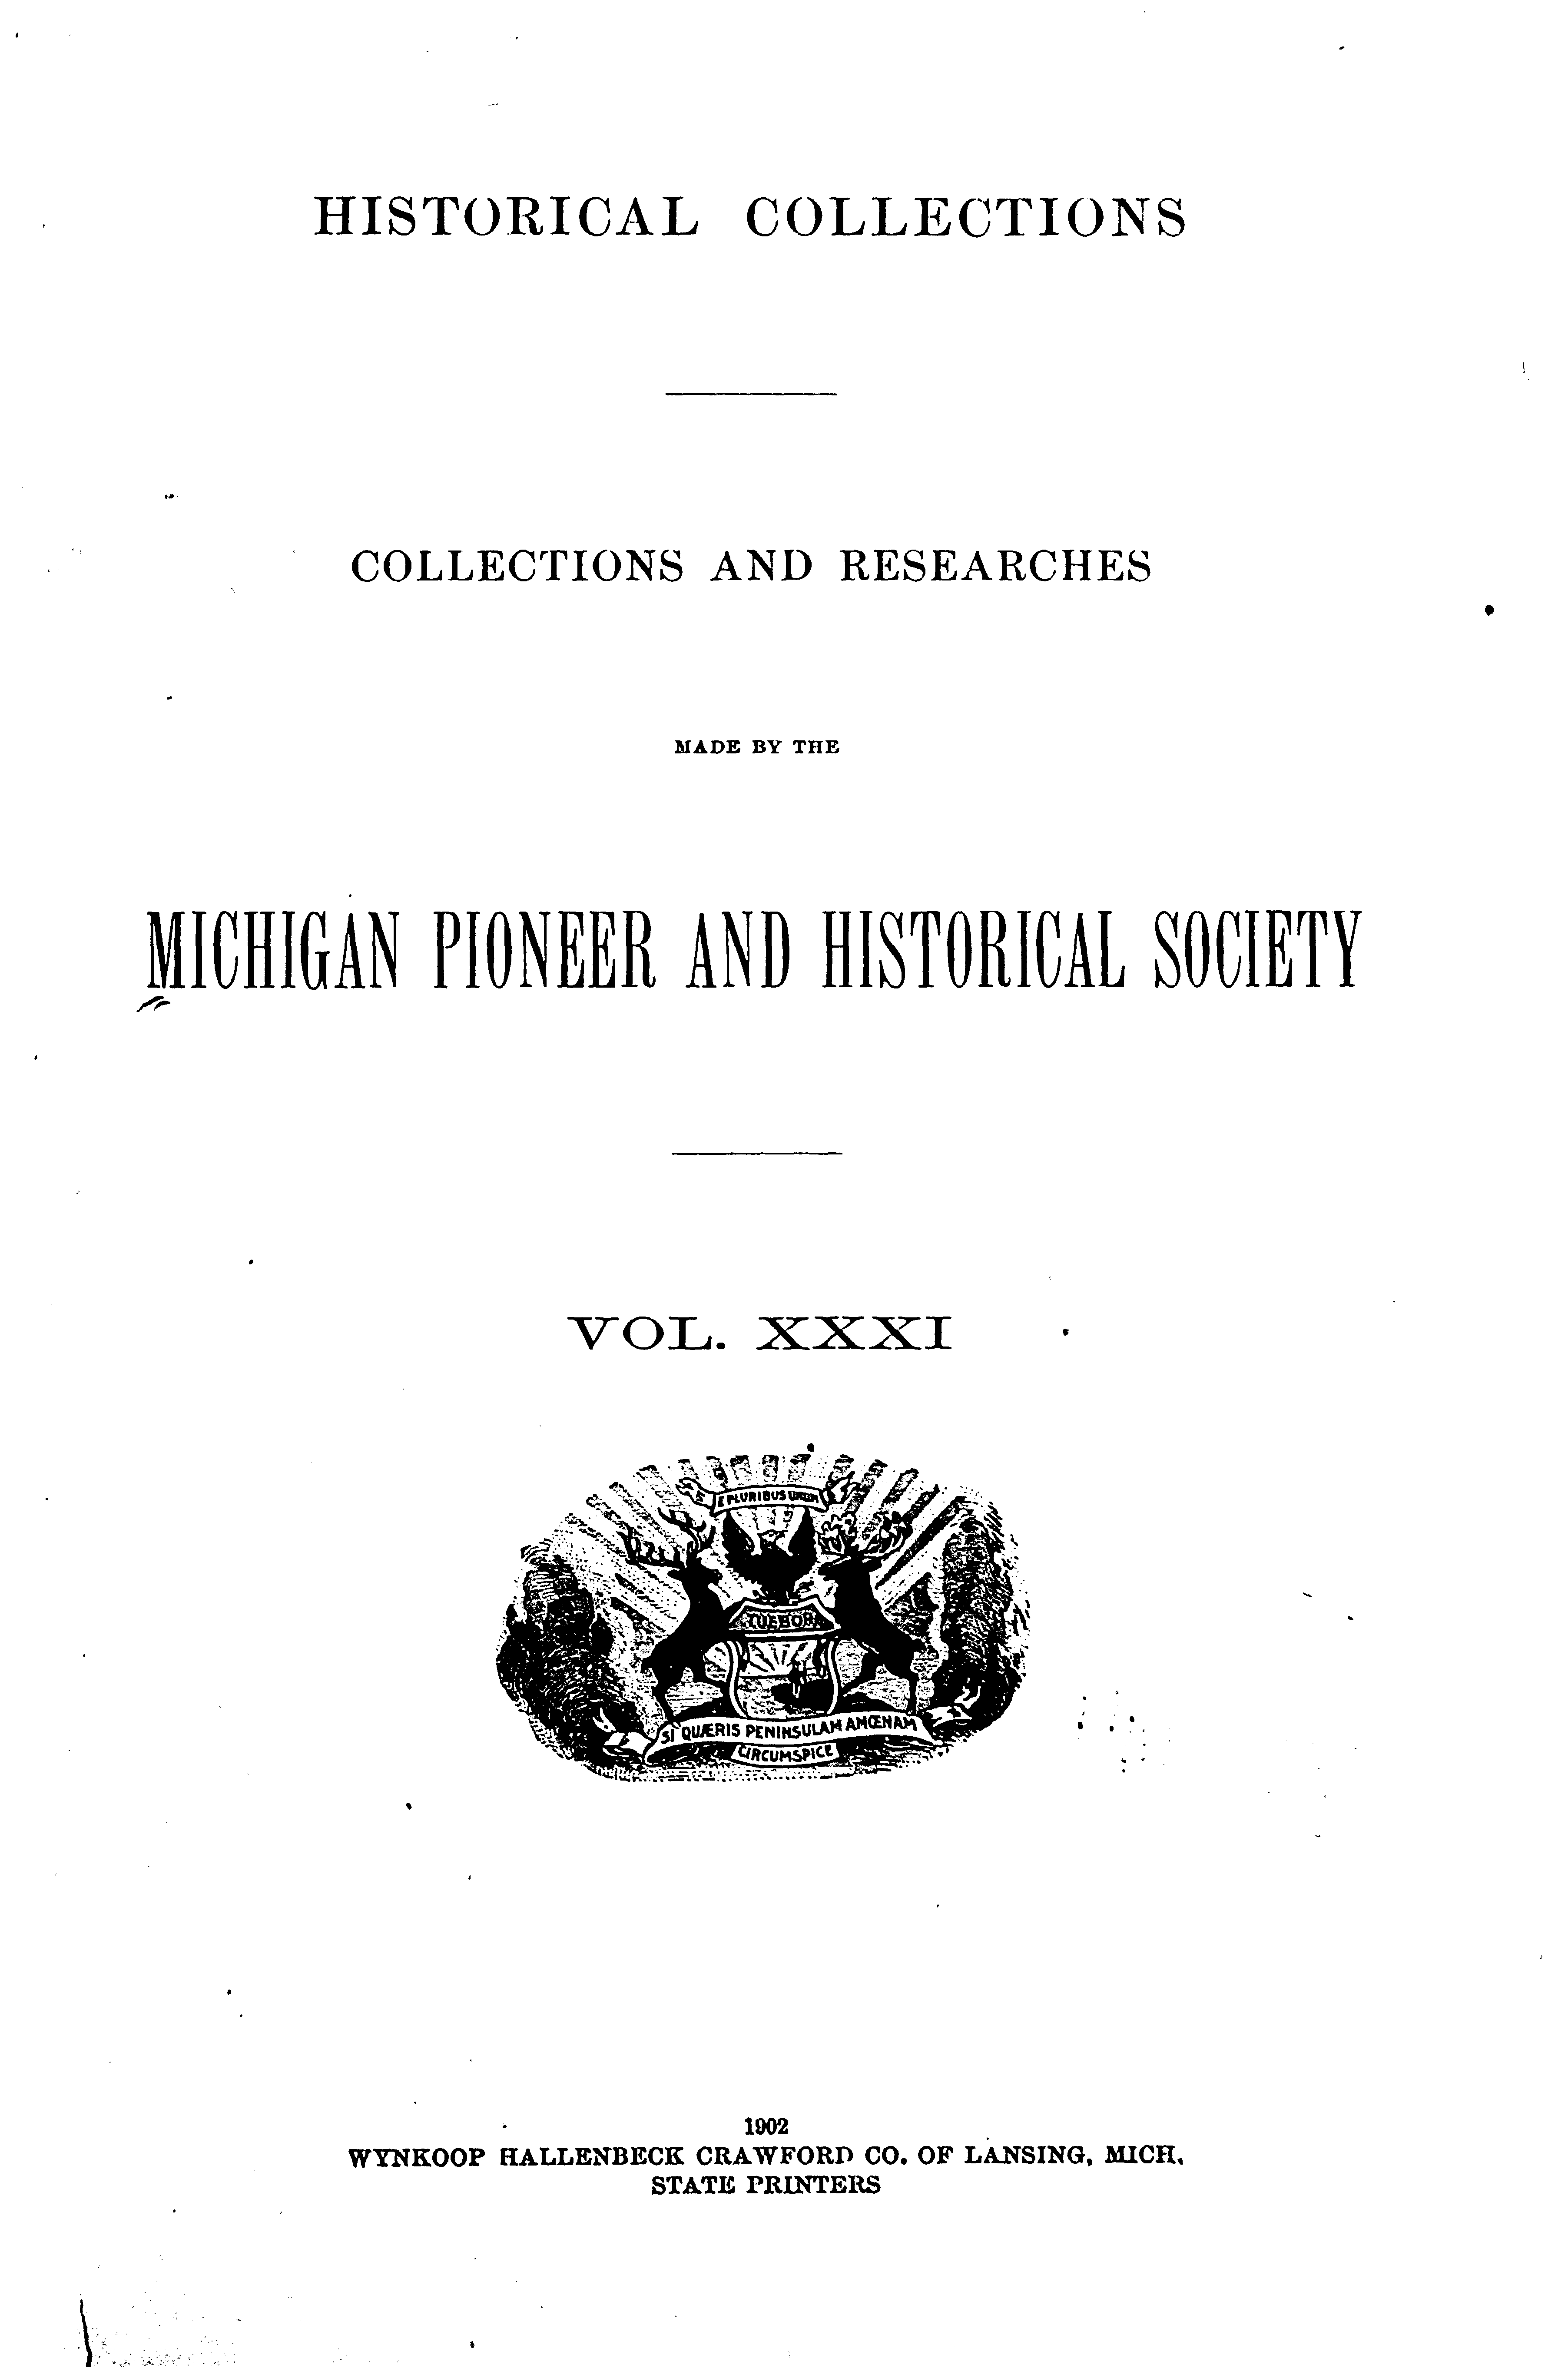 HISTORICAL COLLECTIONS
COLLECTIONS AND RESEARCHES
MADE BY THE
MICHIGAN PIONEER AND HISTORICAL SOCIETY
VOL. XXXI
E PLURIBUS UNUM
TUEBOR
SI QUÆRIS PENINSULAM AMŒNAM
CIRCUMSPICE
1902
WYNKOOP HALLENBECK CRAWFORD CO. OF LANSING, MICH.
STATE PRINTERS